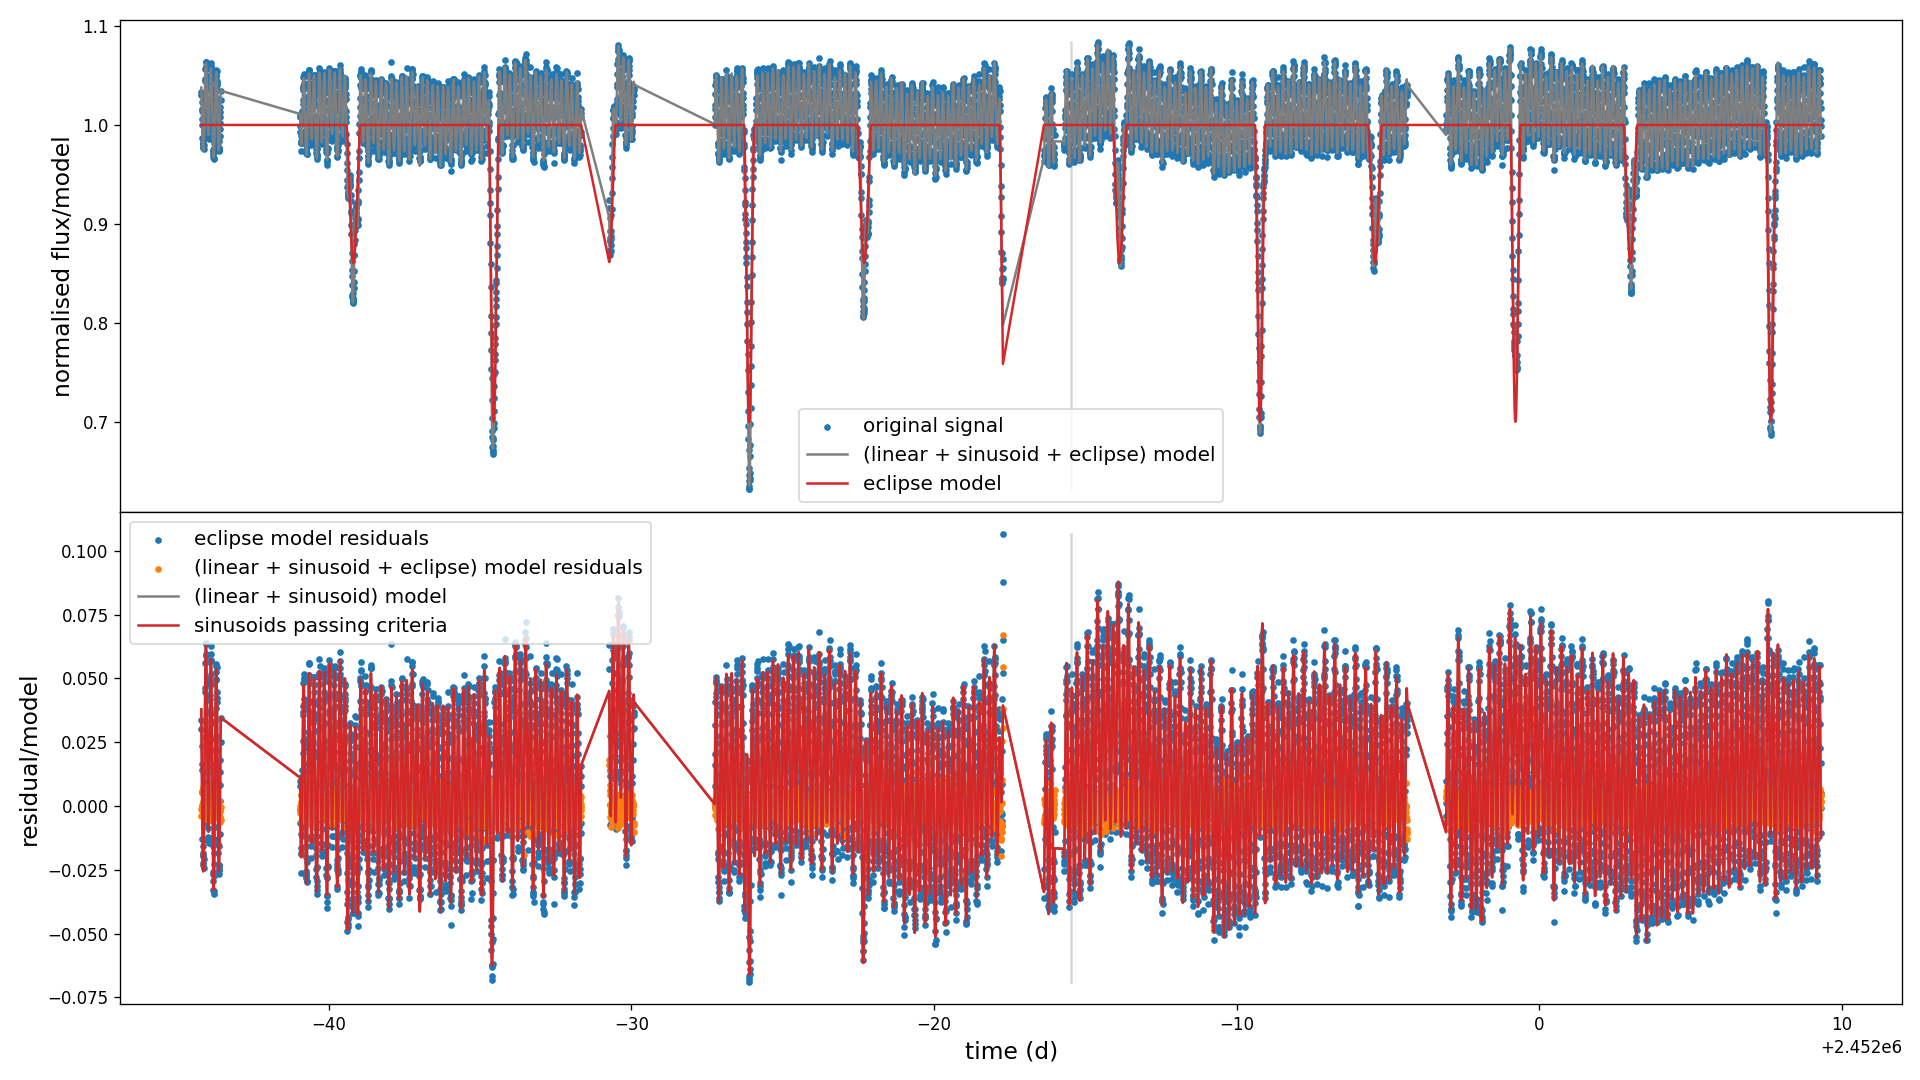 normalised flux/model
1.1
1.0
0.9
0.8
0.7
original signal
(linear + sinusoid + eclipse) model
eclipse model
residual/model
0.100
0.075
0.050
0.025
0.000
−0.025
−0.050
−0.075
eclipse model residuals
(linear + sinusoid + eclipse) model residuals
(linear + sinusoid) model
sinusoids passing criteria
−40
−30
−20
−10
0
10
time (d)
+2.452e6